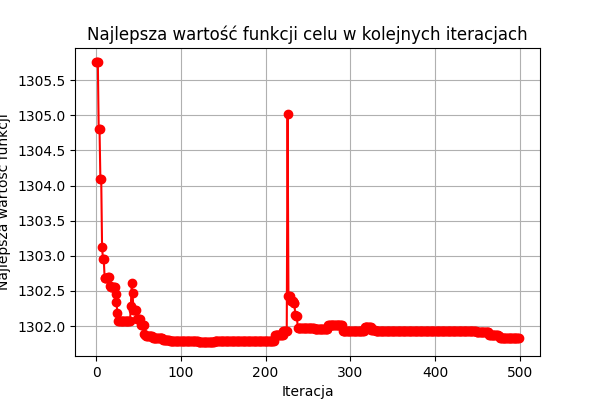 Najlepsza wartość funkcji celu w kolejnych iteracjach
Najlepsza wartość funkcji
1305.5
1305.0
1304.5
1304.0
1303.5
1303.0
1302.5
1302.0
0 100 200 300 400 500
Iteracja